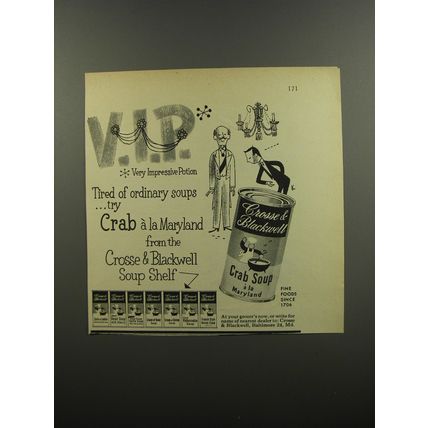 121
V.I.P.*
* Very Impressive Potion
Tired of ordinary soups
...try
Crab à la Maryland
from the
Crosse & Blackwell
Soup Shelf
Crosse &
Blackwell
Crab Soup
à la
Maryland
FINE
FOODS
SINCE
1706
At your grocer's now, or write for
name of nearest dealer to: Crosse
& Blackwell, Baltimore 24, Md.